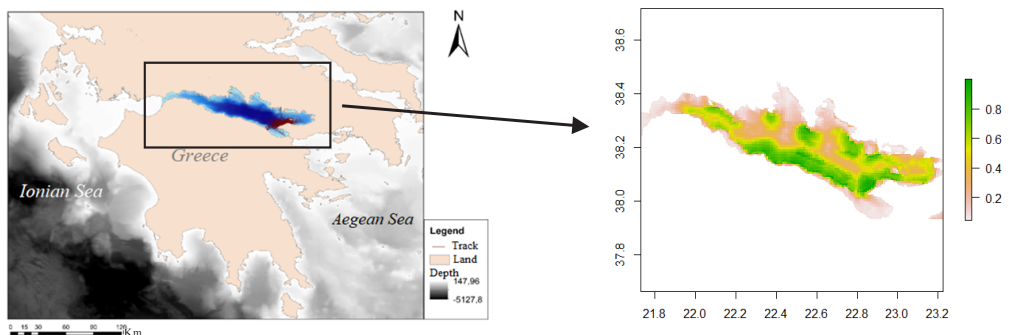 N
Greece
Ionian Sea
Aegean Sea
Legend
Track
Land
Depth
147,96
-5127,8
0 15 30 60 90 120
Km
38.6
38.4
38.2
38.0
37.8
21.8 22.0 22.2 22.4 22.6 22.8 23.0 23.2
0.8
0.6
0.4
0.2